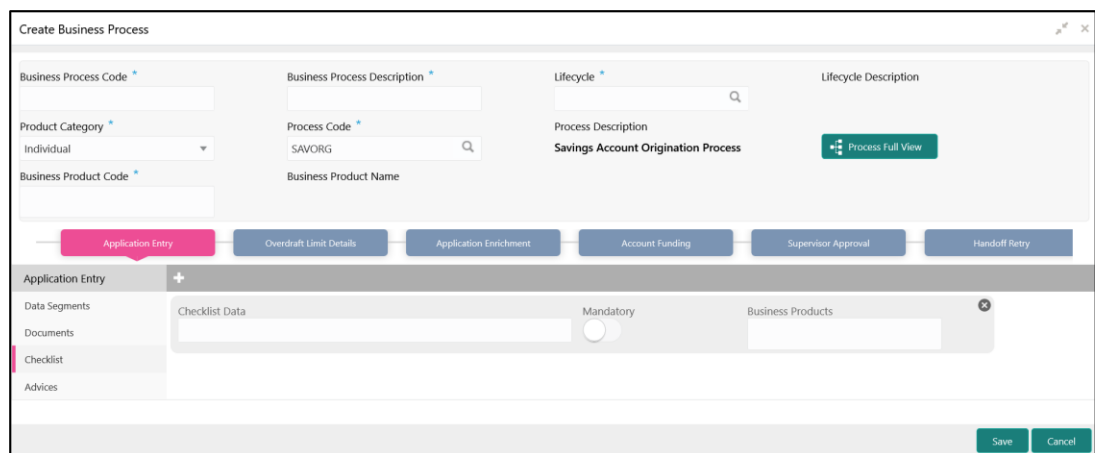 Create Business Process
Business Process Code * Business Process Description * Lifecycle * Lifecycle Description
Product Category * Process Code * Process Description
Individual SAVORG Savings Account Origination Process Process Full View
Business Product Code * Business Product Name
Application Entry Overdraft Limit Details Application Enrichment Account Funding Supervisor Approval Handoff Retry
Application Entry
Data Segments Checklist Data Mandatory Business Products
Documents
Checklist
Advices
Save Cancel